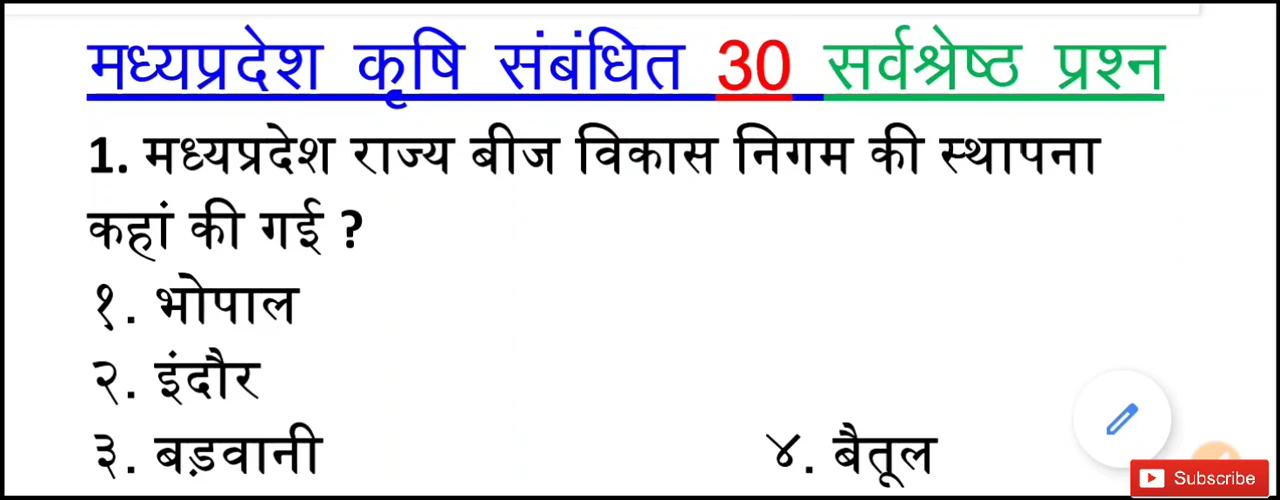 मध्यप्रदेश कृषि संबंधित 30 सर्वश्रेष्ठ प्रश्न
1. मध्यप्रदेश राज्य बीज विकास निगम की स्थापना
कहां की गई ?
१. भोपाल
२. इंदौर
३. बड़वानी ४. बैतूल
Subscribe